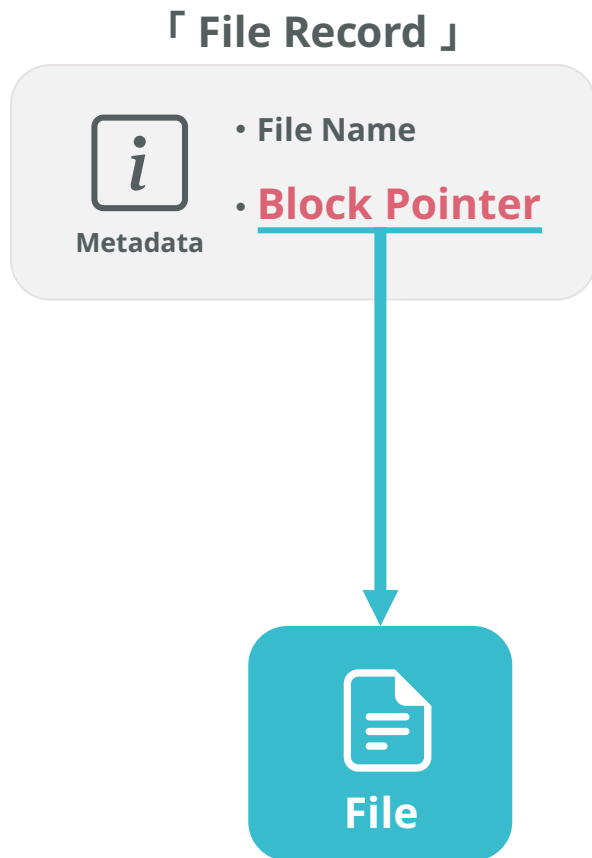 「 File Record 」
i
・File Name
・Block Pointer
Metadata
File